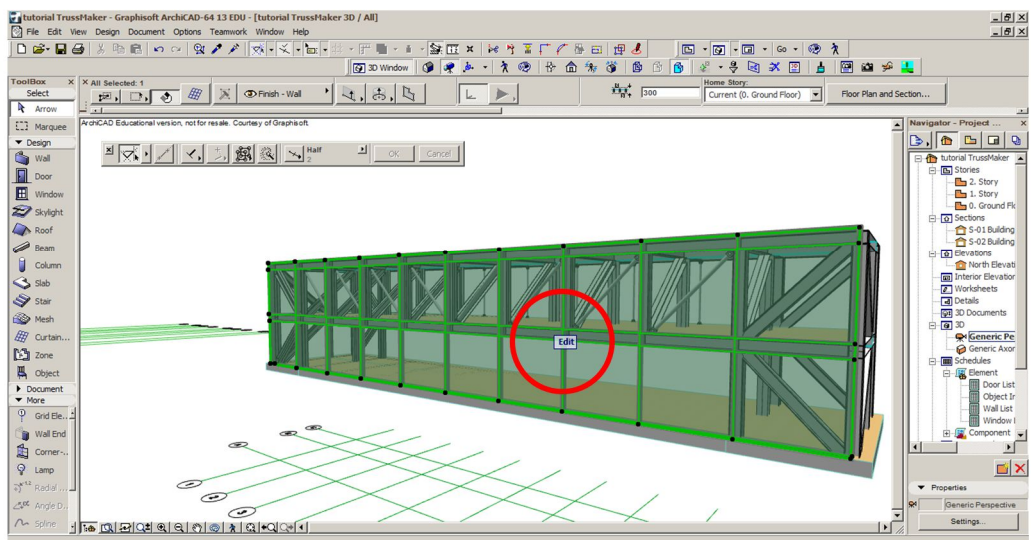 tutorial TrussMaker - Graphisoft ArchiCAD-64 13 EDU - [tutorial TrussMaker 3D / All]
File Edit View Design Document Options Teamwork Window Help
Go
3D Window
ToolBox
Select
Arrow
Marquee
Design
Wall
Door
Window
Skylight
Roof
Beam
Column
Slab
Stair
Mesh
Curtain...
Zone
Object
Document
More
Grid Ele...
Wall End
Corner-...
Lamp
Radial ...
Angle D...
Spline
All Selected: 1
Finish - Wall
300
Home Story:
Current (0. Ground Floor)
Floor Plan and Section...
ArchiCAD Educational version, not for resale. Courtesy of Graphisoft.
Half
2
OK
Cancel
Edit
Navigator - Project ...
tutorial TrussMaker
Stories
2. Story
1. Story
0. Ground Flo
Sections
S-01 Building
S-02 Building
Elevations
North Elevati
Interior Elevation
Worksheets
Details
3D Documents
3D
Generic Pe
Generic Axon
Schedules
Element
Door List
Object In
Wall List
Window
Component
Properties
Generic Perspective
Settings...